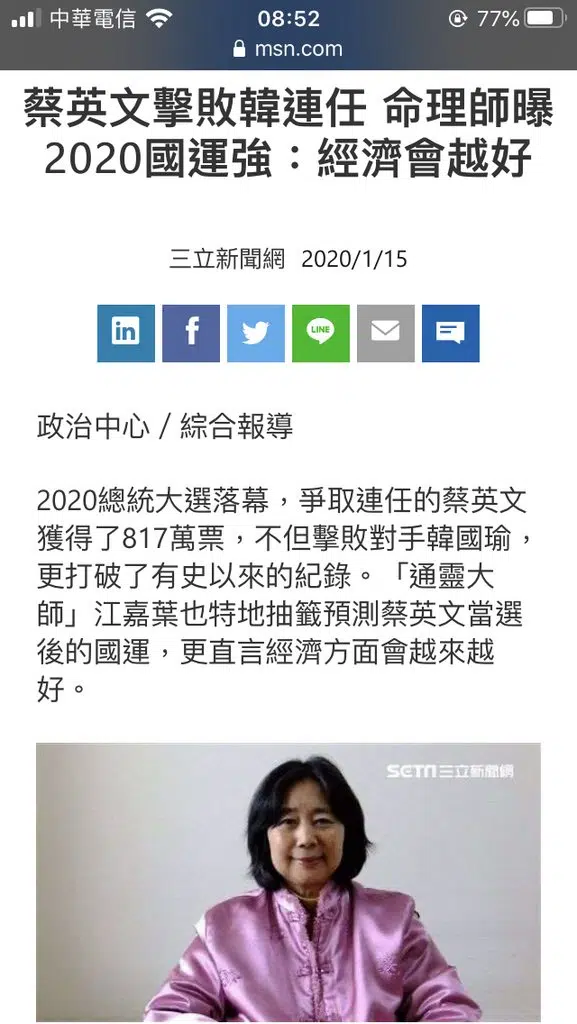 中華電信
08:52
77%
msn.com
蔡英文擊敗韓連任 命理師曝
2020國運強：經濟會越好
三立新聞網 2020/1/15
in
f
LINE
政治中心／綜合報導
2020總統大選落幕，爭取連任的蔡英文
獲得了817萬票，不但擊敗對手韓國瑜，
更打破了有史以來的紀錄。「通靈大
師」江嘉葉也特地抽籤預測蔡英文當選
後的國運，更直言經濟方面會越來越
好。
SETN三立新聞網